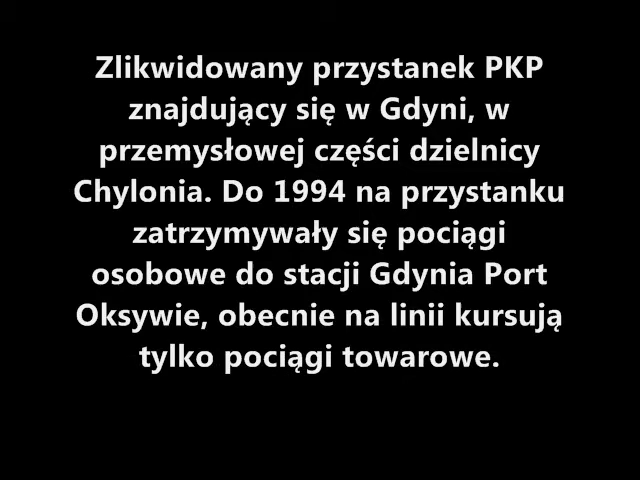 Zlikwidowany przystanek PKP
znajdujący się w Gdyni, w
przemysłowej części dzielnicy
Chylonia. Do 1994 na przystanku
zatrzymywały się pociągi
osobowe do stacji Gdynia Port
Oksywie, obecnie na linii kursują
tylko pociągi towarowe.